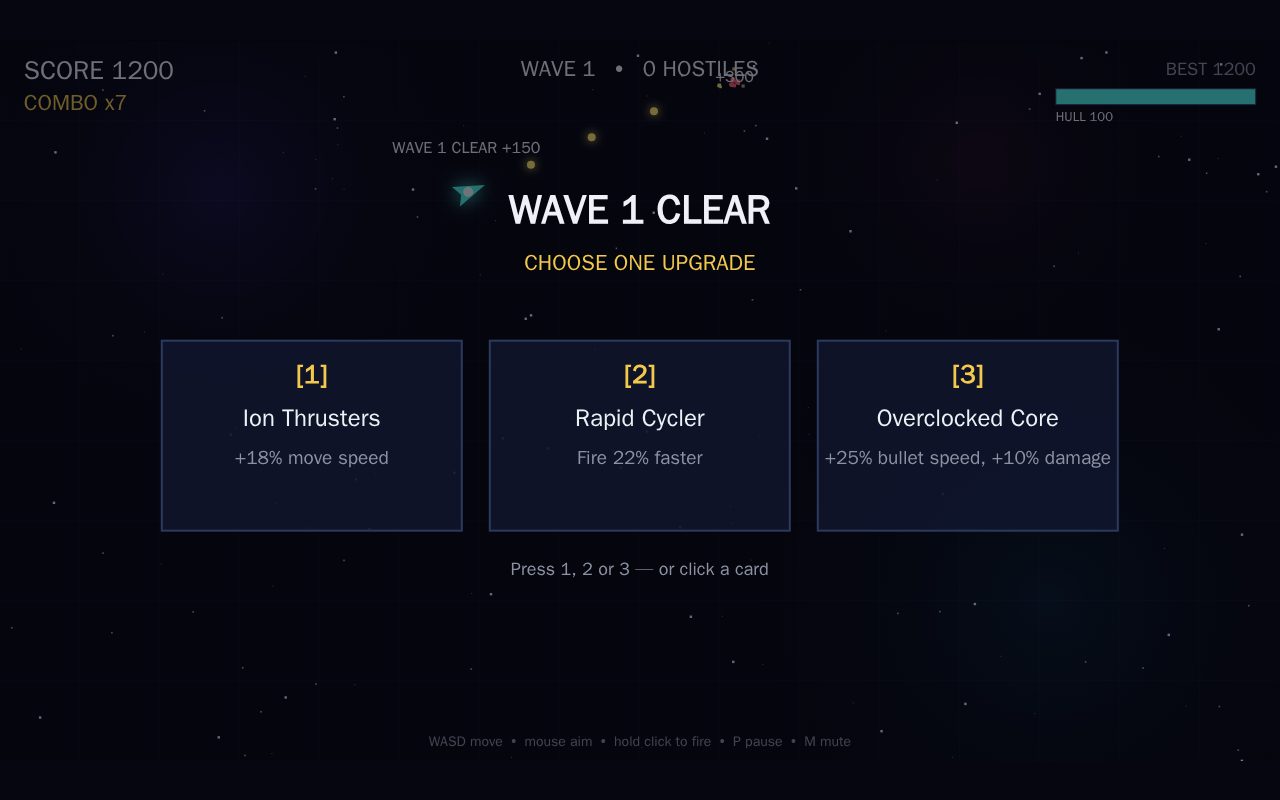 SCORE 1200
COMBO x7
WAVE 1 • 0 HOSTILES
+300
BEST 1200
HULL 100
WAVE 1 CLEAR +150
WAVE 1 CLEAR
CHOOSE ONE UPGRADE
[1]
Ion Thrusters
+18% move speed
[2]
Rapid Cycler
Fire 22% faster
[3]
Overclocked Core
+25% bullet speed, +10% damage
Press 1, 2 or 3 — or click a card
WASD move • mouse aim • hold click to fire • P pause • M mute